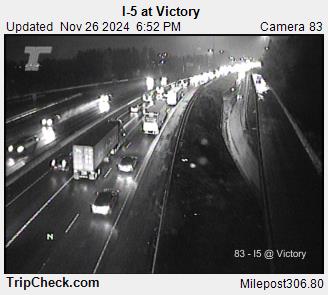 I-5 at Victory
Updated Nov 26 2024 6:52 PM Camera 83
T
N
83 - I5 @ Victory
TripCheck.com Milepost306.80